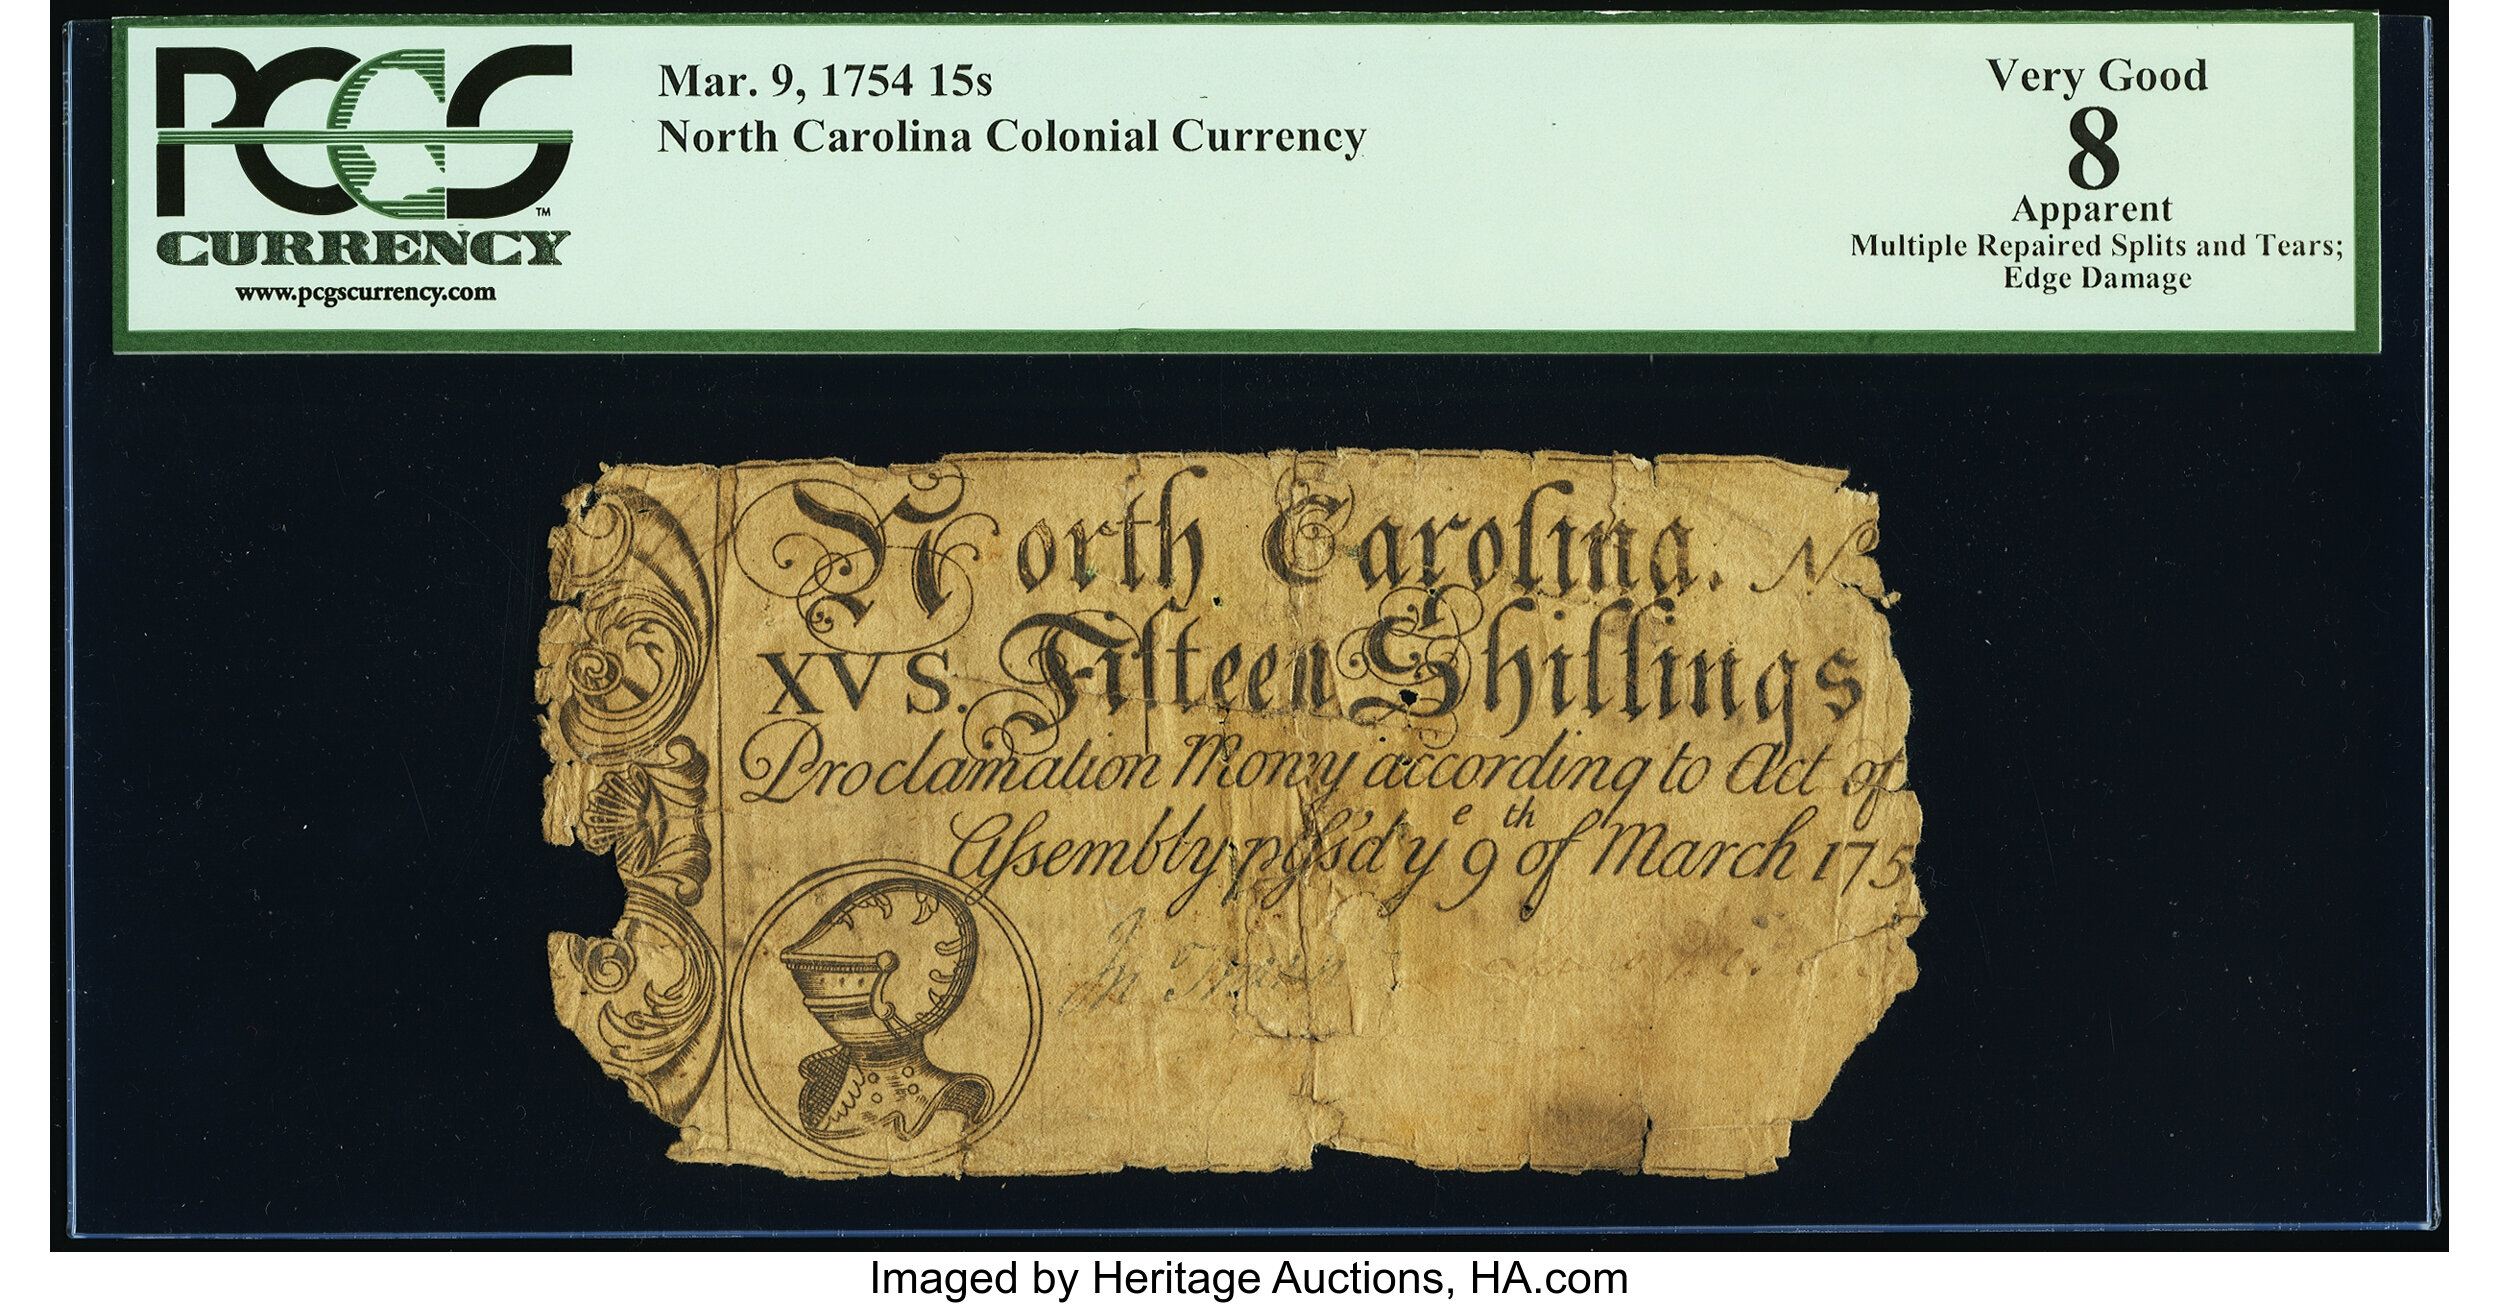 PCGS
CURRENCY
TM
www.pcgscurrency.com
Mar. 9, 1754 15s
North Carolina Colonial Currency
Very Good
8
Apparent
Multiple Repaired Splits and Tears;
Edge Damage
North Carolina. No
XVS. Fifteen Shillings
Proclamation Mony according to Act of
Aſsembly paſs'd ye 9th of March 175
Imaged by Heritage Auctions, HA.com